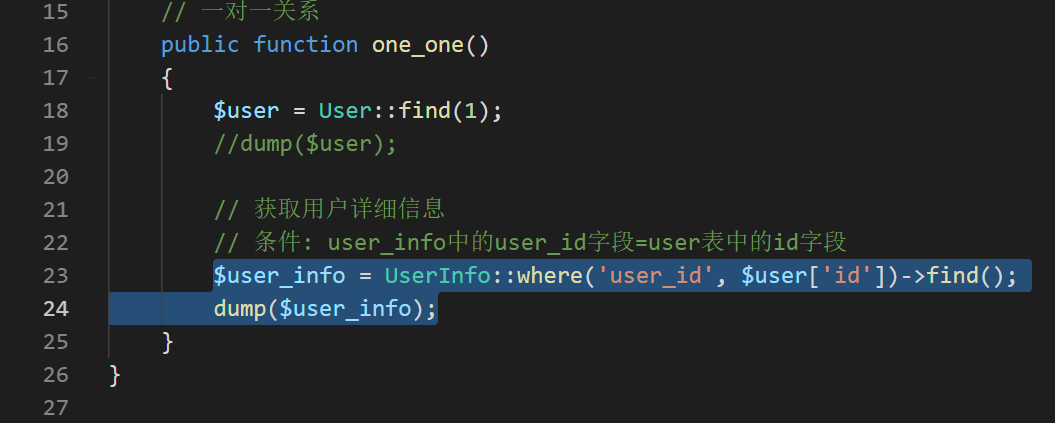 15 // 一对一关系
16 public function one_one()
17 {
18 $user = User::find(1);
19 //dump($user);
20
21 // 获取用户详细信息
22 // 条件: user_info中的user_id字段=user表中的id字段
23 $user_info = UserInfo::where('user_id', $user['id'])->find();
24 dump($user_info);
25 }
26 }
27